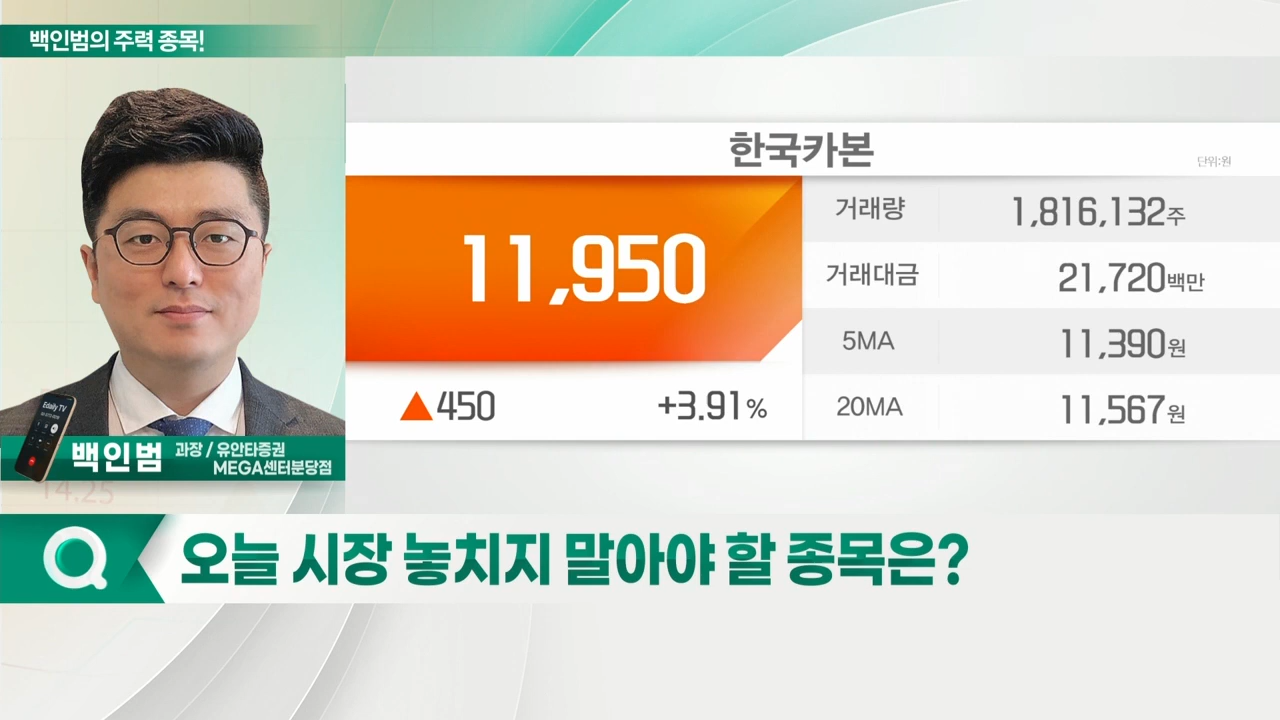 백인범의 주력 종목!
한국카본
단위:원
11,950
▲450 +3.91%
거래량 1,816,132주
거래대금 21,720백만
5MA 11,390원
20MA 11,567원
Edaily TV
백인범 과장 / 유안타증권
MEGA센터분당점
14.25
오늘 시장 놓치지 말아야 할 종목은?